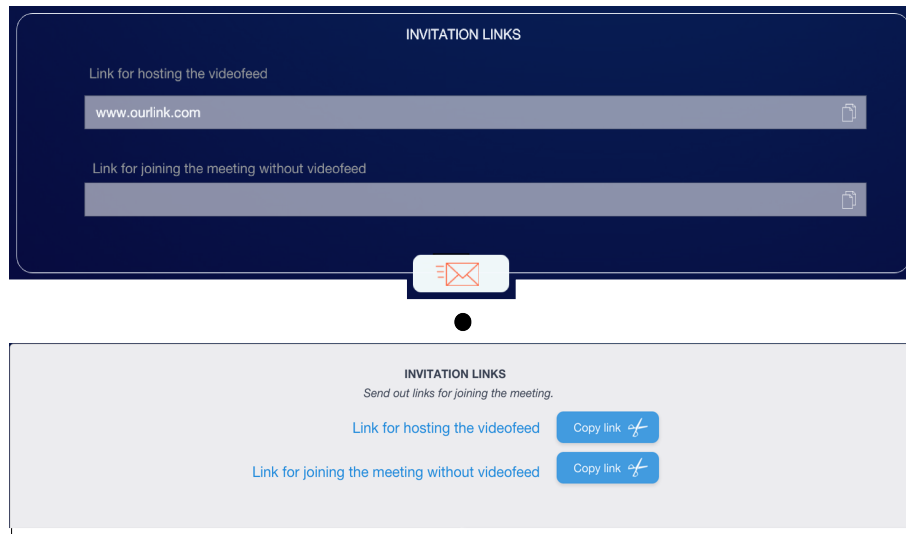 INVITATION LINKS
Link for hosting the videofeed
www.ourlink.com
Link for joining the meeting without videofeed
INVITATION LINKS
Send out links for joining the meeting.
Link for hosting the videofeed
Copy link
Link for joining the meeting without videofeed
Copy link